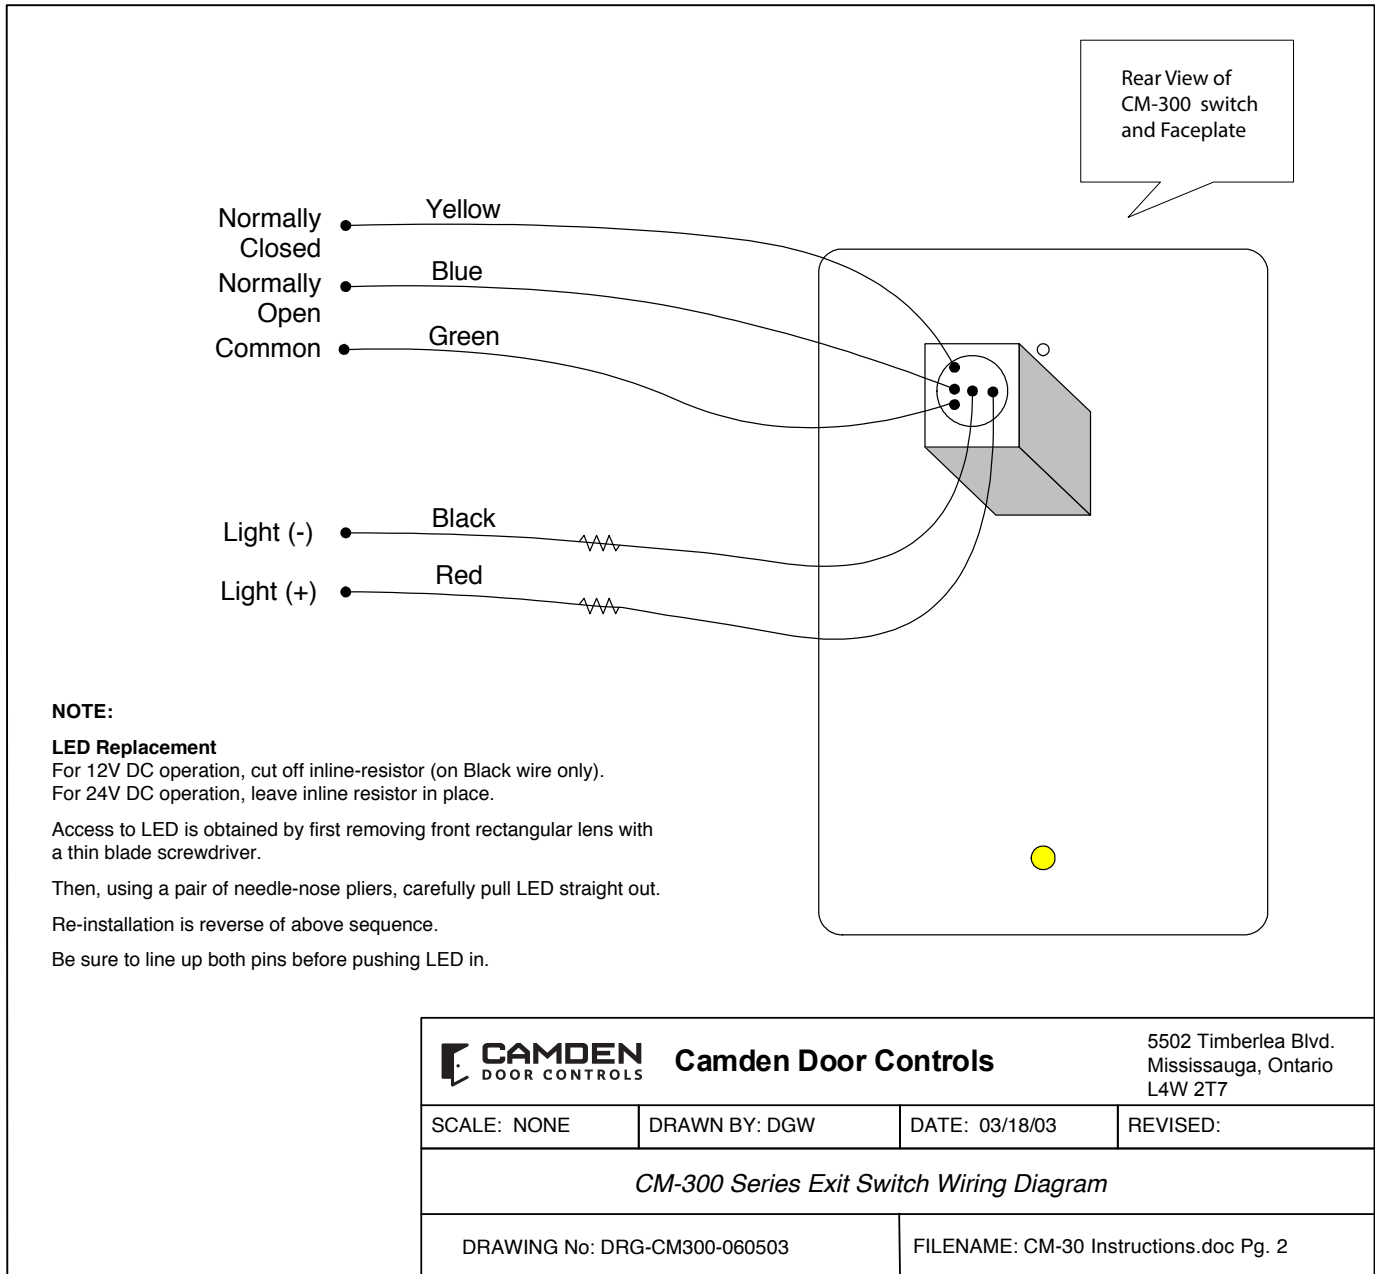 Rear View of
CM-300 switch
and Faceplate
Yellow
Normally
Closed
Blue
Normally
Open
Green
Common
Black
Light (-)
Red
Light (+)
NOTE:
LED Replacement
For 12V DC operation, cut off inline-resistor (on Black wire only).
For 24V DC operation, leave inline resistor in place.
Access to LED is obtained by first removing front rectangular lens with
a thin blade screwdriver.
Then, using a pair of needle-nose pliers, carefully pull LED straight out.
Re-installation is reverse of above sequence.
Be sure to line up both pins before pushing LED in.
CAMDEN
DOOR CONTROLS
Camden Door Controls
5502 Timberlea Blvd.
Mississauga, Ontario
L4W 2T7
SCALE: NONE
DRAWN BY: DGW
DATE: 03/18/03
REVISED:
CM-300 Series Exit Switch Wiring Diagram
DRAWING No: DRG-CM300-060503
FILENAME: CM-30 Instructions.doc Pg. 2